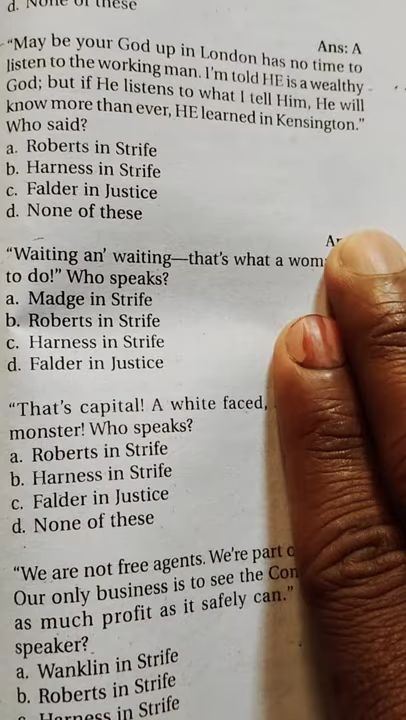 d. None of these
Ans: A
"May be your God up in London has no time to
listen to the working man. I'm told HE is a wealthy
God; but if He listens to what I tell Him, He will
know more than ever, HE learned in Kensington."
Who said?
a. Roberts in Strife
b. Harness in Strife
c. Falder in Justice
d. None of these
"Waiting an' waiting—that's what a
to do!" Who speaks?
a. Madge in Strife
b. Roberts in Strife
c. Harness in Strife
d. Falder in Justice
"That's capital! A white faced,
monster! Who speaks?
a. Roberts in Strife
b. Harness in Strife
c. Falder in Justice
d. None of these
"We are not free agents. We're part
Our only business is to see the
as much profit as it safely can."
speaker?
a. Wanklin in Strife
b. Roberts in Strife
c. Harness in Strife